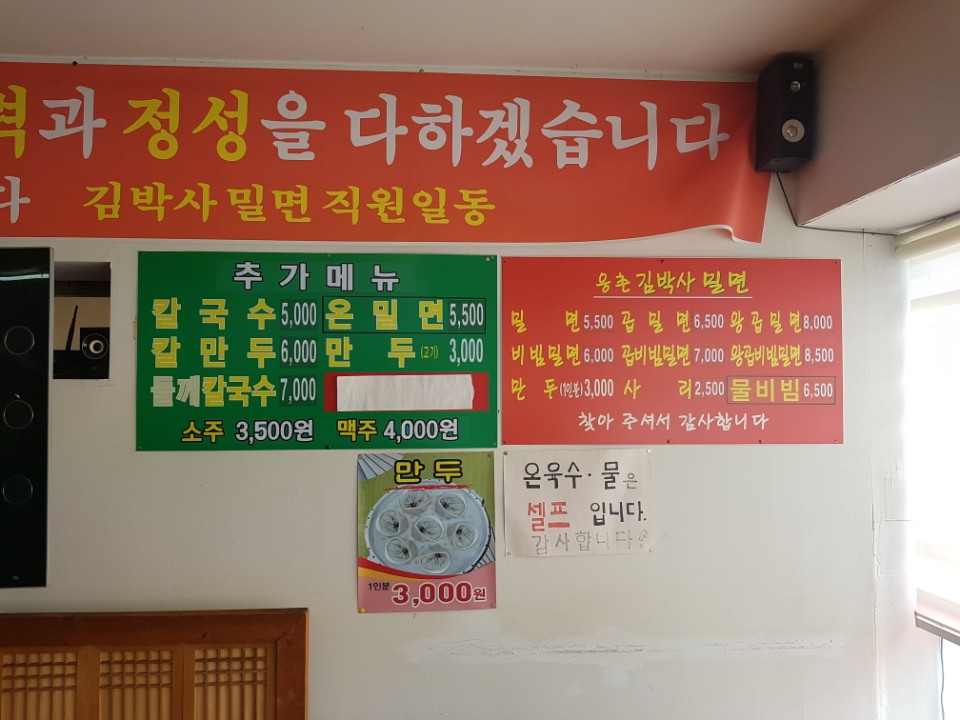 과 정성을 다하겠습니다
다 김박사 밀면 직원일동
추가메뉴
칼국수 5,000 온밀면 5,500
칼만두 6,000 만두(고기) 3,000
들깨칼국수 7,000
소주 3,500원 맥주 4,000원
웅촌 김박사 밀면
밀면 5,500 곱밀면 6,500 왕곱밀면 8,000
비빔밀면 6,000 곱비빔밀면 7,000 왕곱비빔밀면 8,500
만두(1인분) 3,000 사리 2,500 물비빔 6,500
찾아 주셔서 감사합니다
만두
1인분 3,000원
온육수·물은
셀프 입니다.
감사합니다